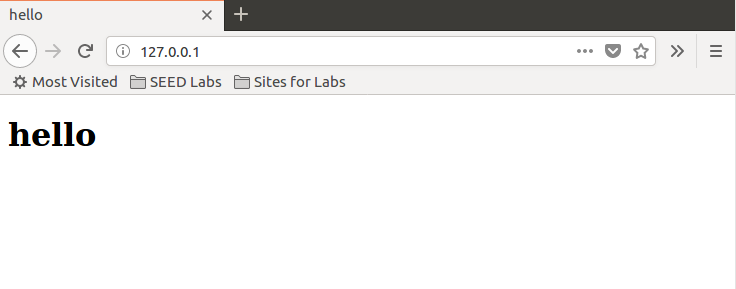 hello
127.0.0.1
Most Visited SEED Labs Sites for Labs
hello